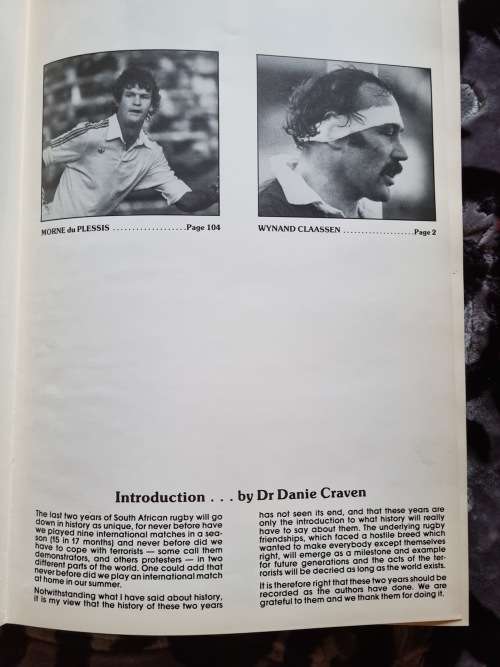 MORNE du PLESSIS ...................Page 104
WYNAND CLAASSEN ...................Page 2
Introduction . . . by Dr Danie Craven
The last two years of South African rugby will go
down in history as unique, for never before have
we played nine international matches in a sea-
son (15 in 17 months) and never before did we
have to cope with terrorists — some call them
demonstrators, and others protesters — in two
different parts of the world. One could add that
never before did we play an international match
at home in our summer.
Notwithstanding what I have said about history,
it is my view that the history of these two years
has not seen its end, and that these years are
only the introduction to what history will really
have to say about them. The underlying rugby
friendships, which faced a hostile breed which
wanted to make everybody except themselves
right, will emerge as a milestone and example
for future generations and the acts of the ter-
rorists will be decried as long as the world exists.
It is therefore right that these two years should be
recorded as the authors have done. We are
grateful to them and we thank them for doing it.